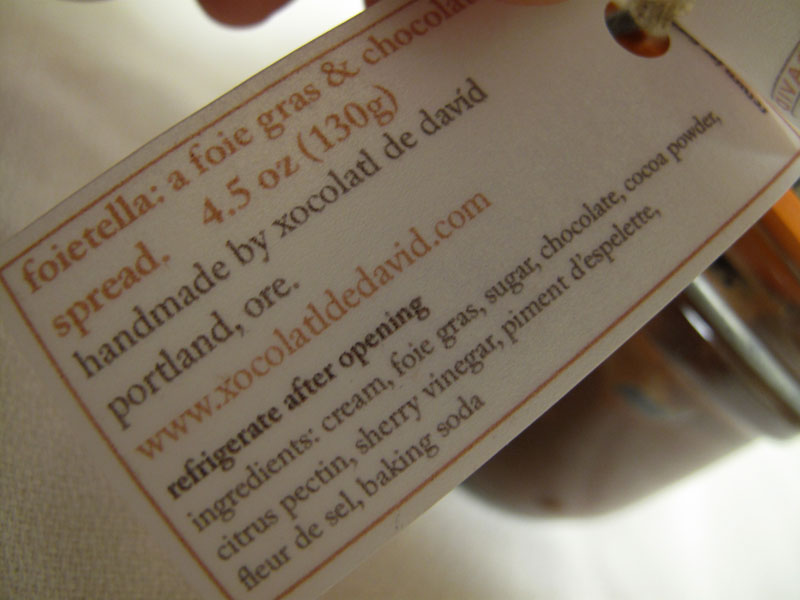 foietella: a foie gras & chocolat
spread. 4.5 oz (130g)
handmade by xocolatl de davíd
portland, ore.
www.xocolatldedavid.com
refrigerate after opening
ingredients: cream, foie gras, sugar, chocolate, cocoa powder,
citrus pectin, sherry vinegar, piment d'espelette,
fleur de sel, baking soda